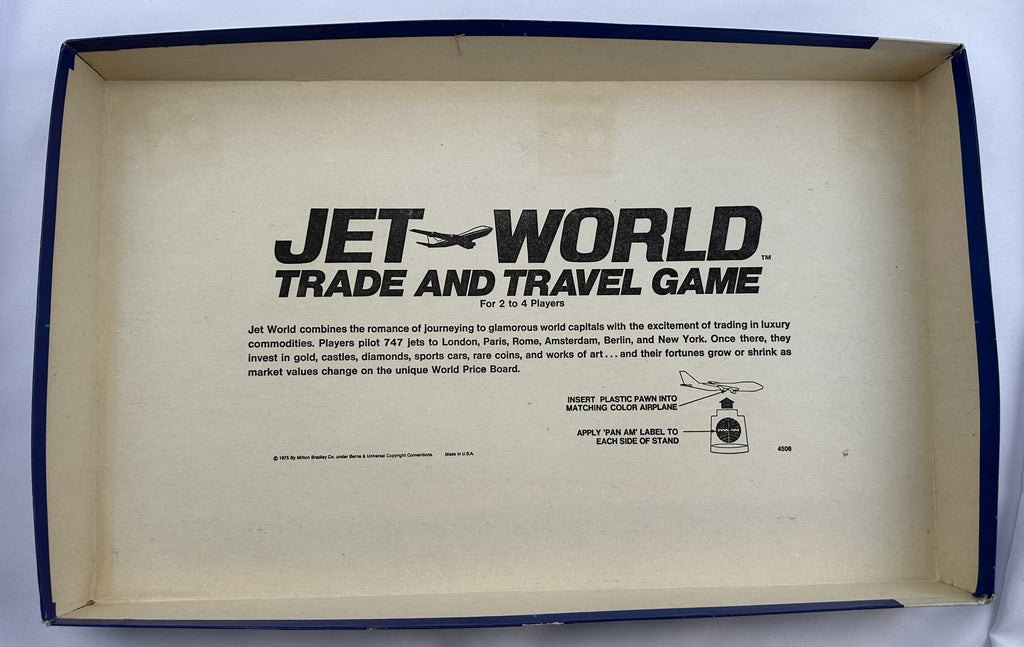 JET WORLD™
TRADE AND TRAVEL GAME
For 2 to 4 Players
Jet World combines the romance of journeying to glamorous world capitals with the excitement of trading in luxury
commodities. Players pilot 747 jets to London, Paris, Rome, Amsterdam, Berlin, and New York. Once there, they
invest in gold, castles, diamonds, sports cars, rare coins, and works of art...and their fortunes grow or shrink as
market values change on the unique World Price Board.
INSERT PLASTIC PAWN INTO
MATCHING COLOR AIRPLANE
APPLY 'PAN AM' LABEL TO
EACH SIDE OF STAND
PAN AM
© 1975 By Milton Bradley Co. under Berne & Universal Copyright Conventions. Made in U.S.A.
4506